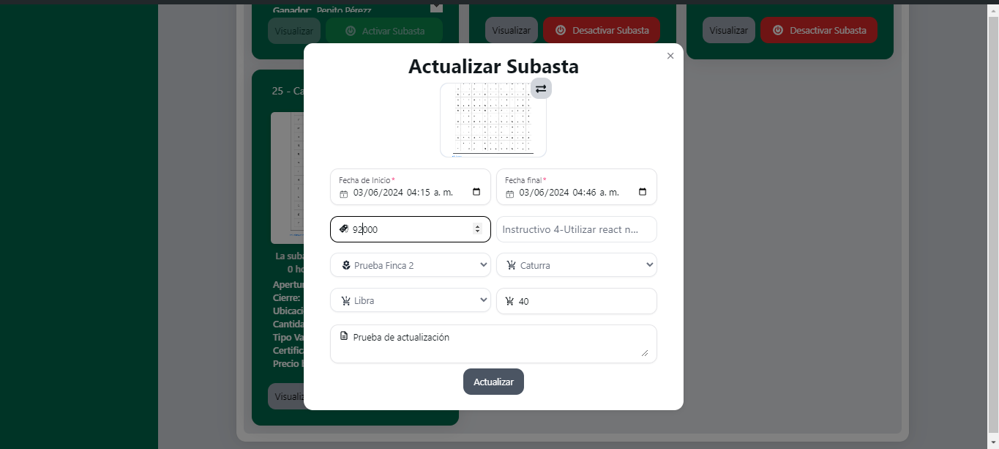 Ganador: Pepito Pérezz
Visualizar
Activar Subasta
Visualizar
Desactivar Subasta
Visualizar
Desactivar Subasta
Actualizar Subasta
25 - Ca
Fecha de Inicio*
03/06/2024 04:15 a. m.
Fecha final*
03/06/2024 04:46 a. m.
92000
Instructivo 4-Utilizar react n...
La suba
0 ho
Prueba Finca 2
Caturra
Apertu
Cierre:
Libra
40
Ubicaci
Cantida
Tipo Va
Prueba de actualización
Certific
Precio
Actualizar
Visualiz